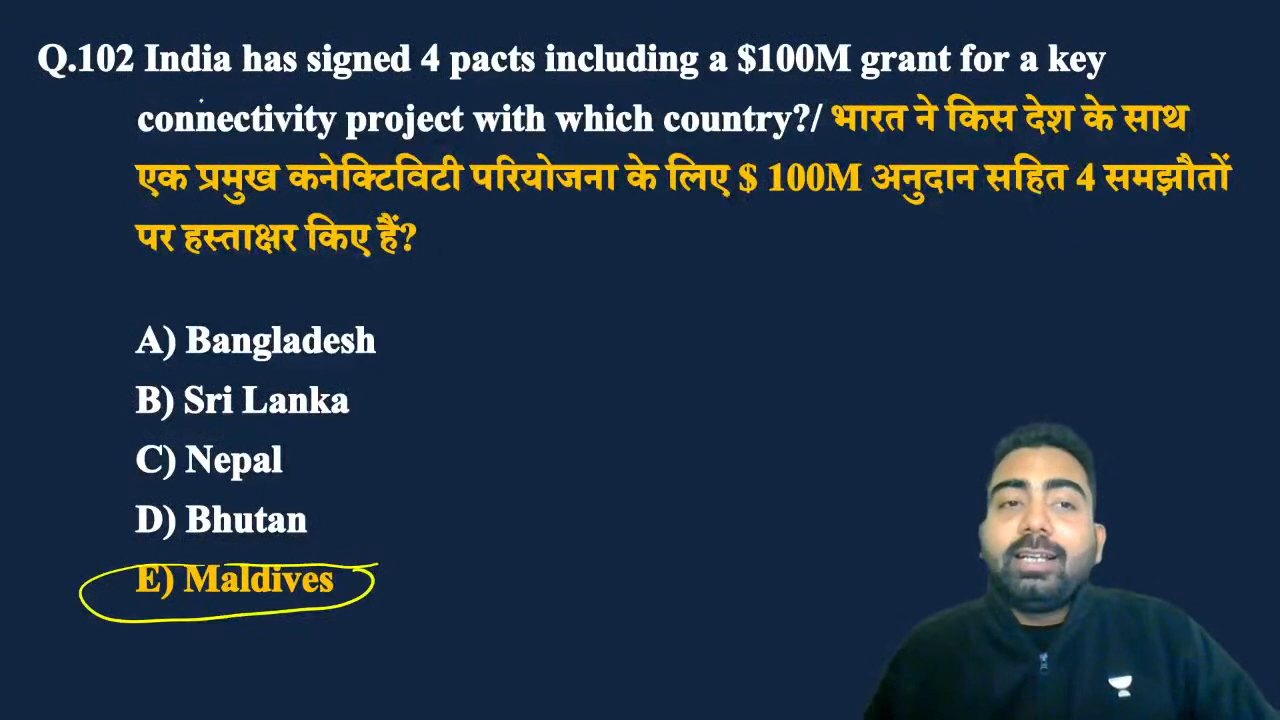 Q.102 India has signed 4 pacts including a $100M grant for a key
connectivity project with which country?/ भारत ने किस देश के साथ
एक प्रमुख कनेक्टिविटी परियोजना के लिए $ 100M अनुदान सहित 4 समझौतों
पर हस्ताक्षर किए हैं?
A) Bangladesh
B) Sri Lanka
C) Nepal
D) Bhutan
E) Maldives